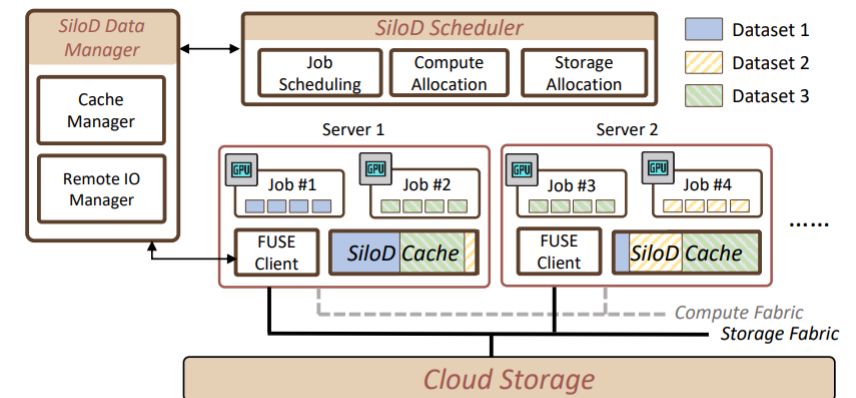 SiloD Data
Manager
Cache
Manager
Remote IO
Manager
SiloD Scheduler
Job
Scheduling
Compute
Allocation
Storage
Allocation
Dataset 1
Dataset 2
Dataset 3
Server 1
GPU
Job #1
GPU
Job #2
FUSE
Client
SiloD Cache
Server 2
GPU
Job #3
GPU
Job #4
FUSE
Client
SiloD Cache
......
Compute Fabric
Storage Fabric
Cloud Storage